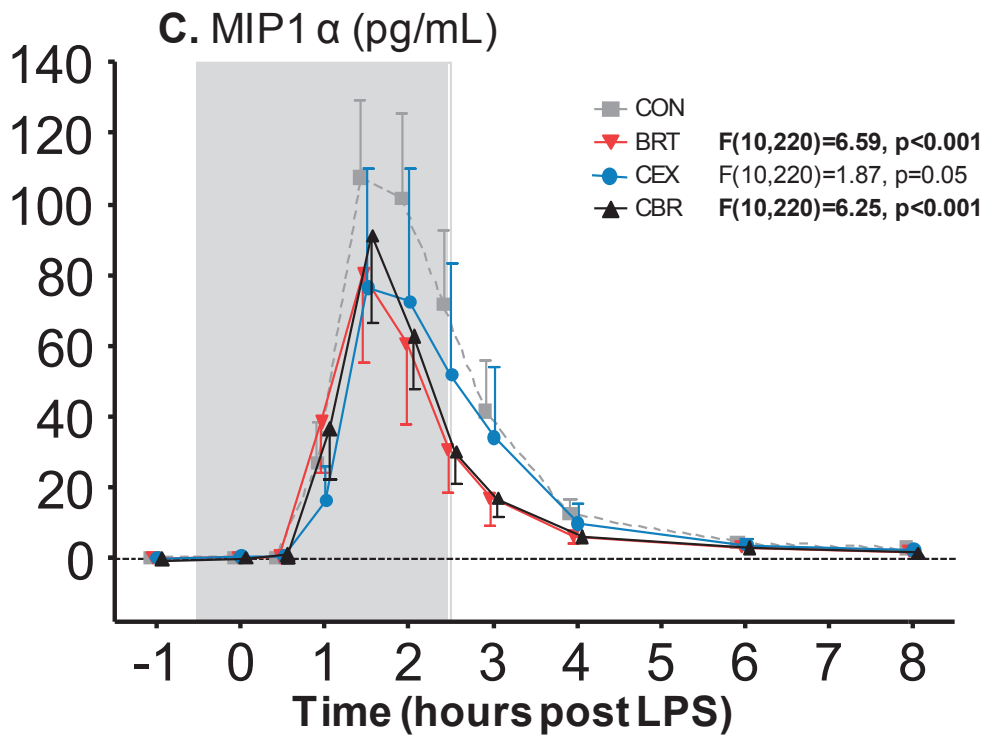 C. MIP1 α (pg/mL)
140
120
100
80
60
40
20
0
CON
BRT F(10,220)=6.59, p<0.001
CEX F(10,220)=1.87, p=0.05
CBR F(10,220)=6.25, p<0.001
-1 0 1 2 3 4 5 6 7 8
Time (hours post LPS)